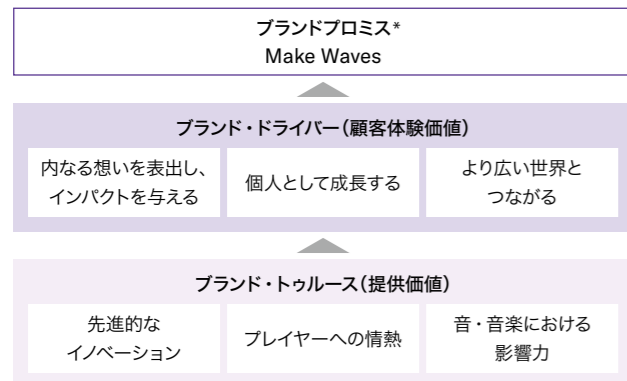 ブランドプロミス*
Make Waves
ブランド・ドライバー（顧客体験価値）
内なる想いを表出し、
インパクトを与える
個人として成長する
より広い世界と
つながる
ブランド・トゥルース（提供価値）
先進的な
イノベーション
プレイヤーへの情熱
音・音楽における
影響力